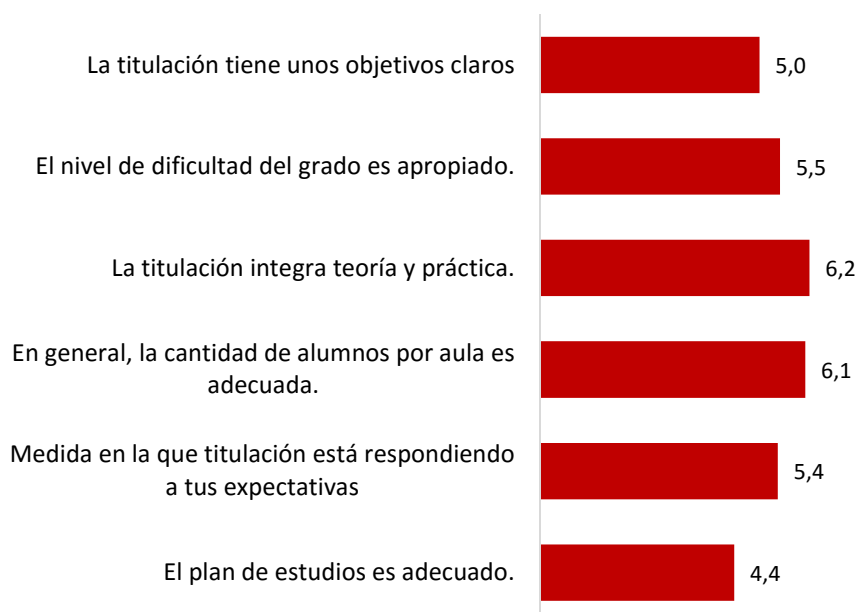 La titulación tiene unos objetivos claros
5,0
El nivel de dificultad del grado es apropiado.
5,5
La titulación integra teoría y práctica.
6,2
En general, la cantidad de alumnos por aula es
adecuada.
6,1
Medida en la que titulación está respondiendo
a tus expectativas
5,4
El plan de estudios es adecuado.
4,4